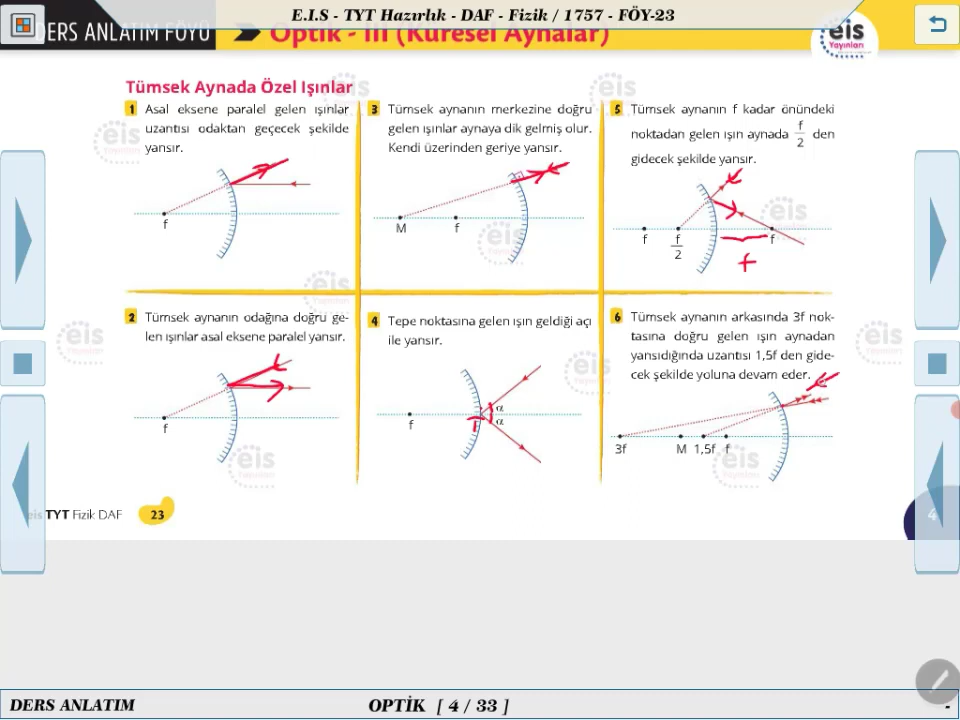 E.I.S - TYT Hazırlık - DAF - Fizik / 1757 - FÖY-23
DERS ANLATIM FÖYÜ
Optik - III (Küresel Aynalar)
eis
Yayınları
Tümsek Aynada Özel Işınlar
1 Asal eksene paralel gelen ışınlar
uzantısı odaktan geçecek şekilde
yansır.
f
3 Tümsek aynanın merkezine doğru
gelen ışınlar aynaya dik gelmiş olur.
Kendi üzerinden geriye yansır.
M f
5 Tümsek aynanın f kadar önündeki
noktadan gelen ışın aynada f/2 den
gidecek şekilde yansır.
f f/2 f
f
2 Tümsek aynanın odağına doğru ge-
len ışınlar asal eksene paralel yansır.
f
4 Tepe noktasına gelen ışın geldiği açı
ile yansır.
f α
α
6 Tümsek aynanın arkasında 3f nok-
tasına doğru gelen ışın aynadan
yansıdığında uzantısı 1,5f den gide-
cek şekilde yoluna devam eder.
3f M 1,5f f
eis TYT Fizik DAF 23
4
DERS ANLATIM
OPTİK [ 4 / 33 ]
-